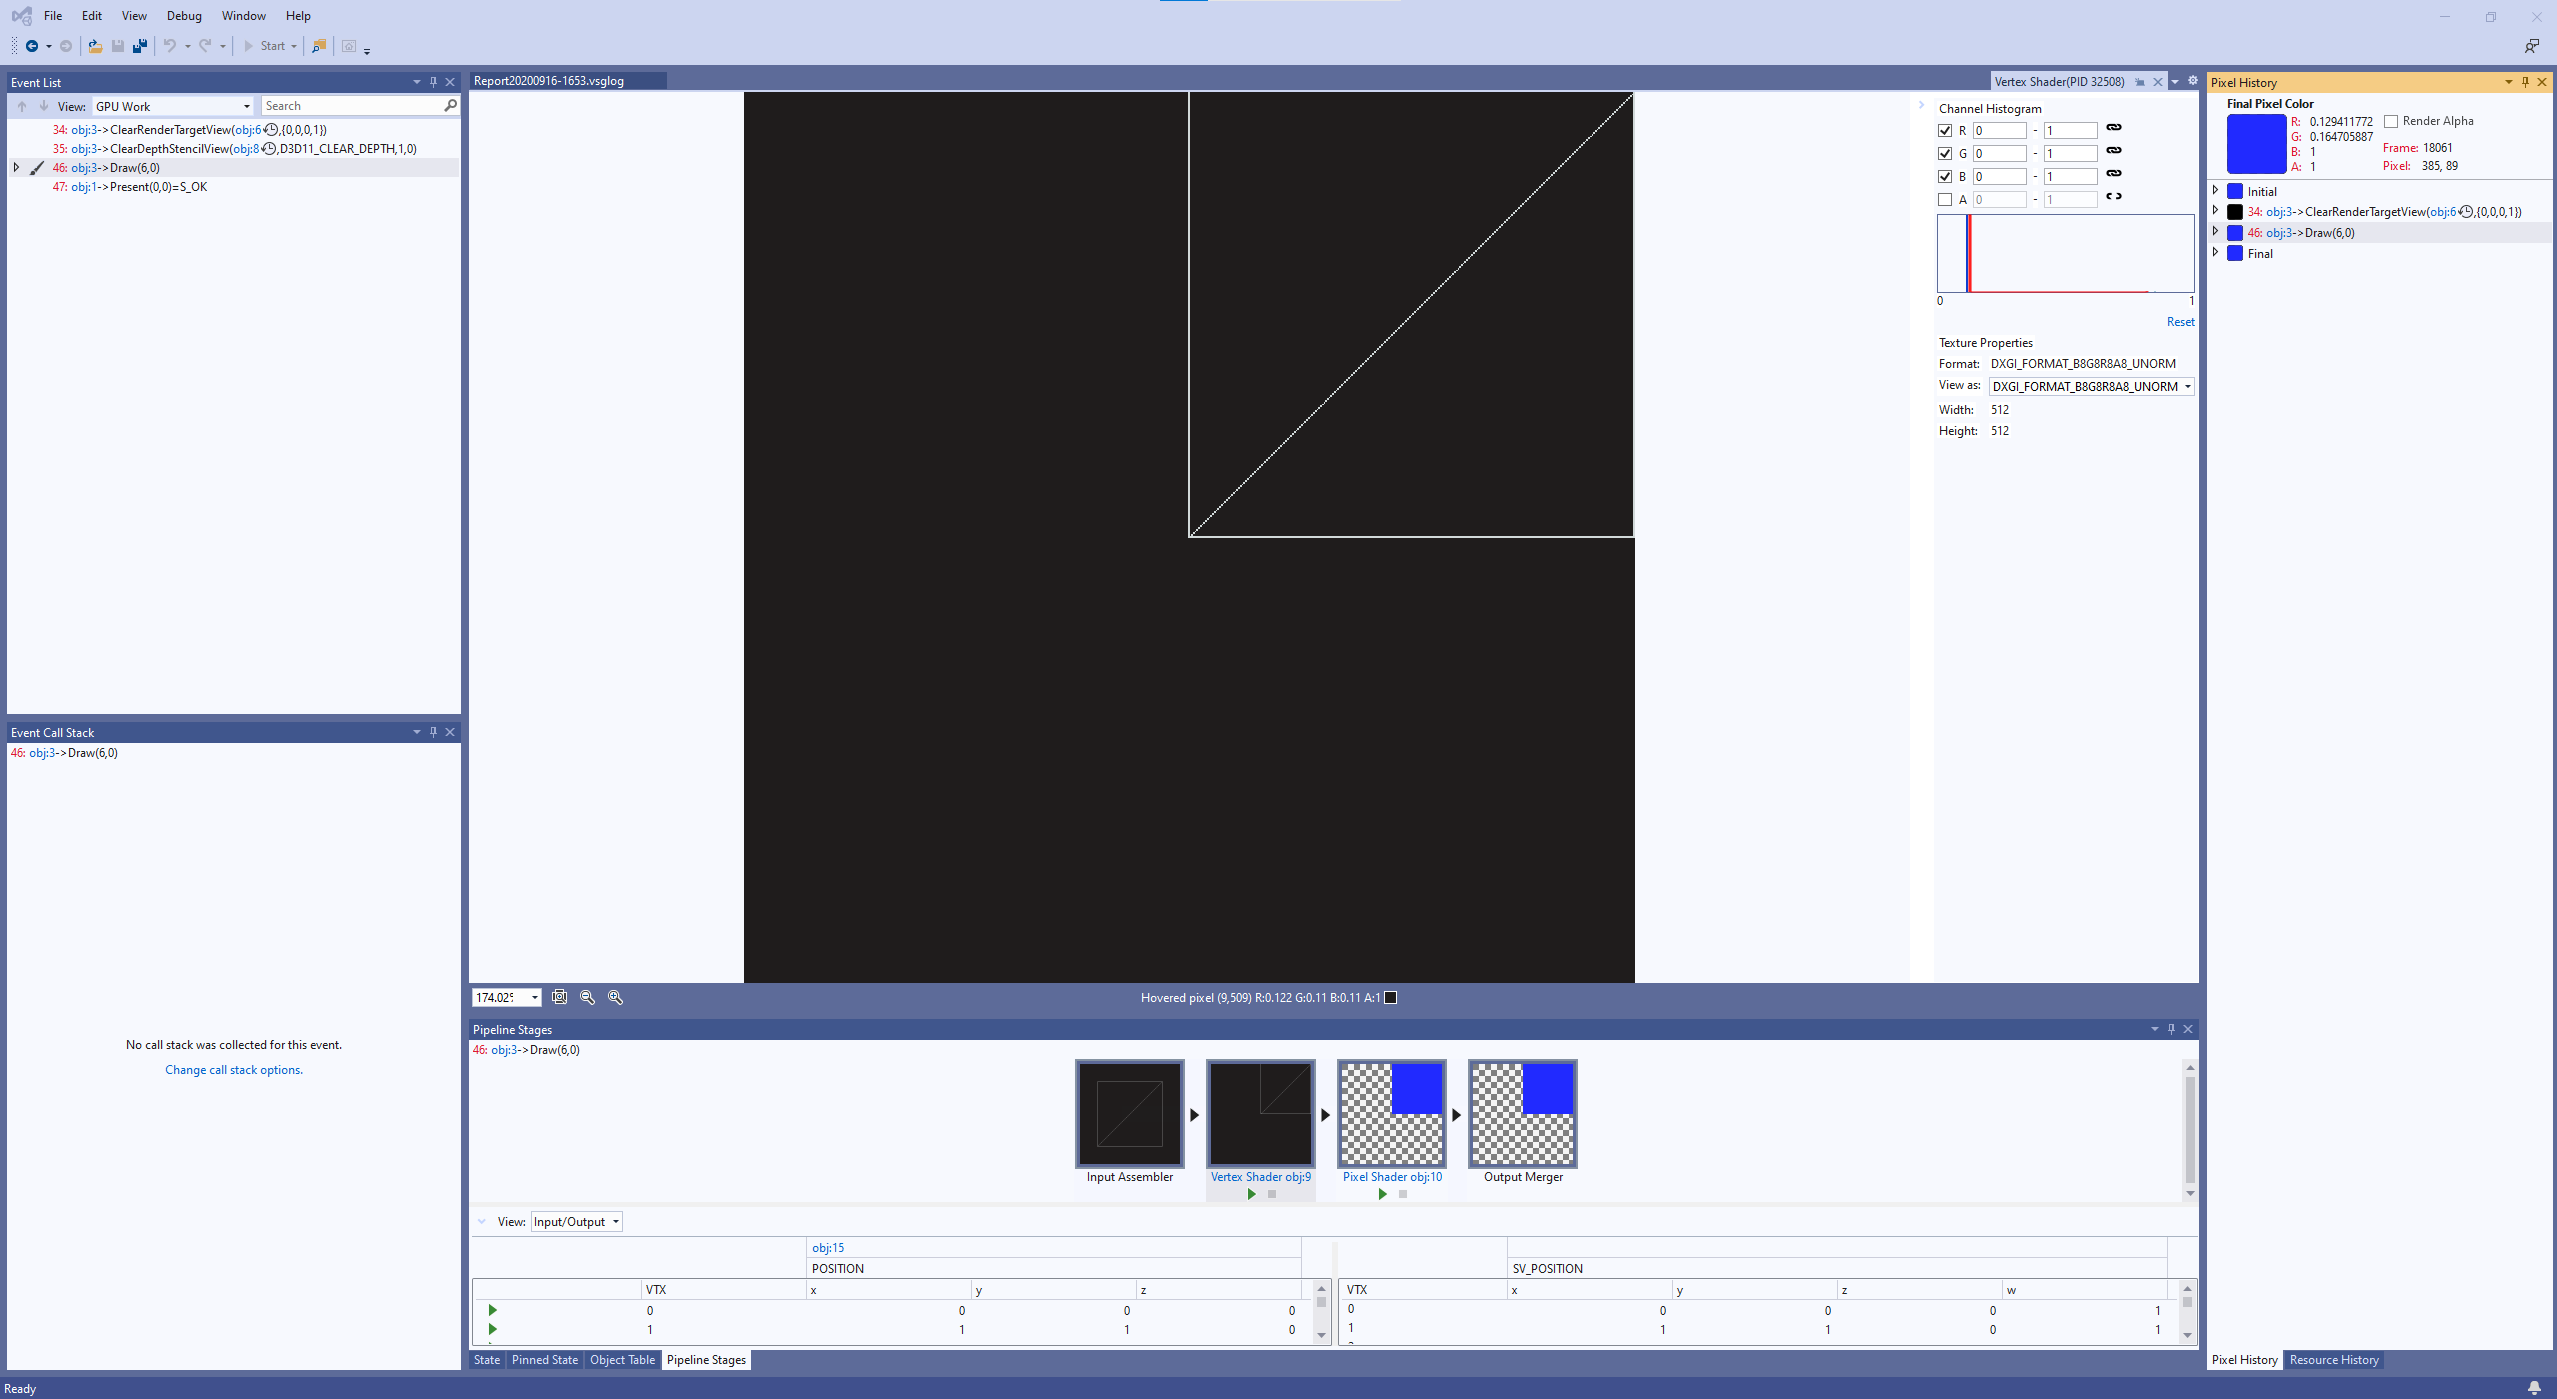 File Edit View Debug Window Help
Start
Event List
View: GPU Work Search
34: obj:3->ClearRenderTargetView(obj:6,{0,0,0,1})
35: obj:3->ClearDepthStencilView(obj:8,D3D11_CLEAR_DEPTH,1,0)
46: obj:3->Draw(6,0)
47: obj:1->Present(0,0)=S_OK
Event Call Stack
46: obj:3->Draw(6,0)
No call stack was collected for this event.
Change call stack options.
Report20200916-1653.vsglog
Vertex Shader(PID 32508)
Channel Histogram
R 0 - 1
G 0 - 1
B 0 - 1
A 0 - 1
0 1
Reset
Texture Properties
Format: DXGI_FORMAT_B8G8R8A8_UNORM
View as: DXGI_FORMAT_B8G8R8A8_UNORM
Width: 512
Height: 512
Hovered pixel (9,509) R:0.122 G:0.11 B:0.11 A:1
Pipeline Stages
46: obj:3->Draw(6,0)
Input Assembler
Vertex Shader obj:9
Pixel Shader obj:10
Output Merger
View: Input/Output
obj:15
POSITION
VTX x y z
0 0 0 0
1 1 1 0
SV_POSITION
VTX x y z w
0 0 0 0 1
1 1 1 0 1
State Pinned State Object Table Pipeline Stages
Pixel History
Final Pixel Color
R: 0.129411772 Render Alpha
G: 0.164705887
B: 1 Frame: 18061
A: 1 Pixel: 385, 89
Initial
34: obj:3->ClearRenderTargetView(obj:6,{0,0,0,1})
46: obj:3->Draw(6,0)
Final
Pixel History Resource History
Ready